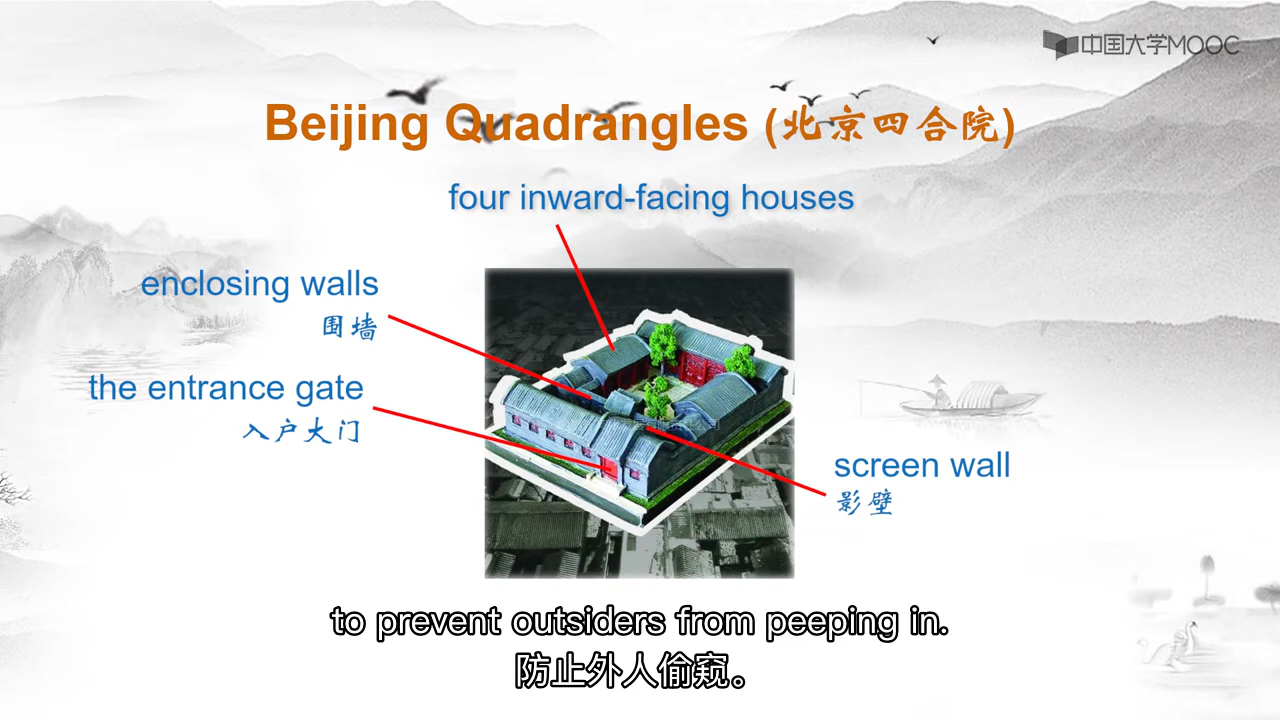 中国大学MOOC
Beijing Quadrangles (北京四合院)
four inward-facing houses
enclosing walls
围墙
the entrance gate
入户大门
screen wall
影壁
to prevent outsiders from peeping in.
防止外人偷窥。